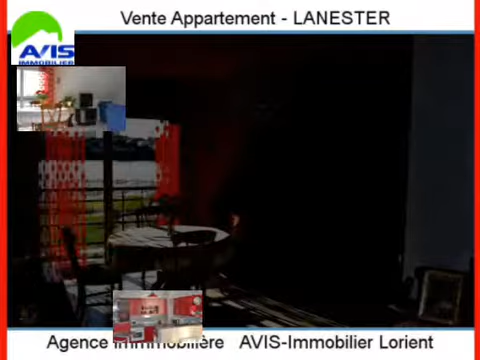 Vente Appartement - LANESTER
AVIS
IMMOBILIER
Agence Immobilière AVIS-Immobilier Lorient